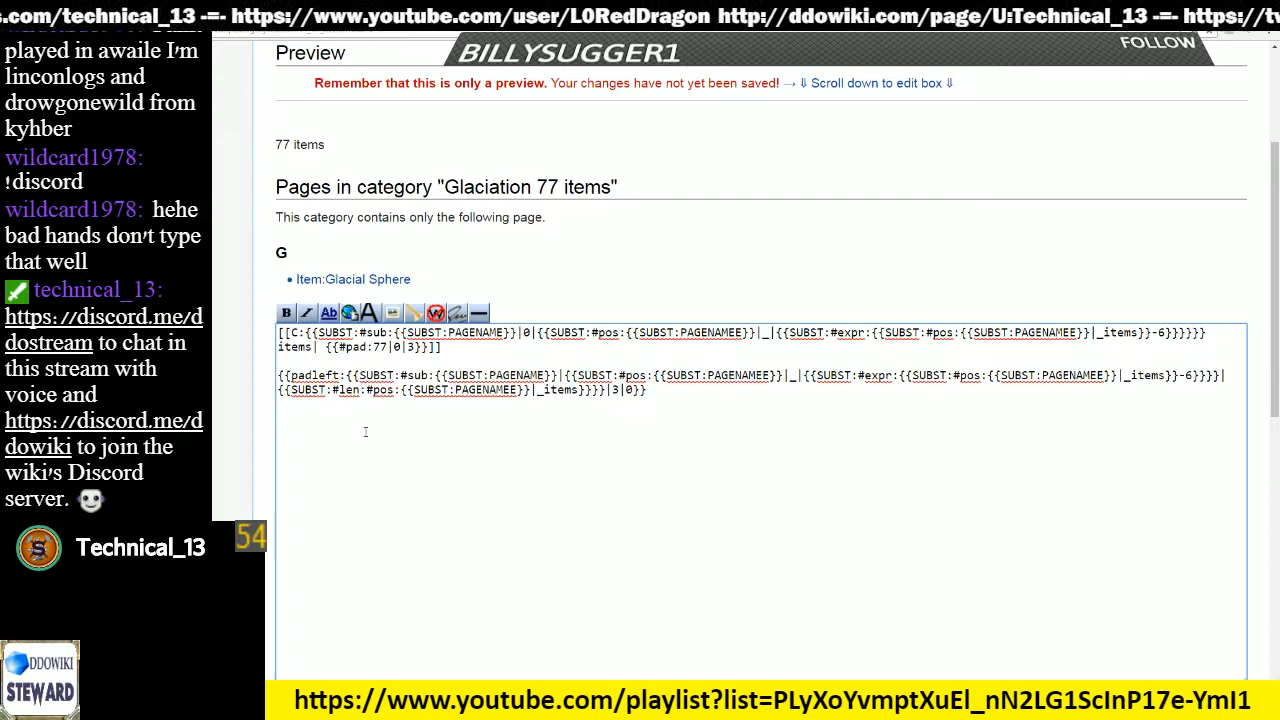 s.com/technical_13 -=- https://www.youtube.com/user/L0RedDragon http://ddowiki.com/page/U:Technical_13 -=- https://tw
played in awaile I'm
linconlogs and
drowgonewild from
kyhber
wildcard1978:
!discord
wildcard1978: hehe
bad hands don't type
that well
technical_13:
https://discord.me/d
dostream to chat in
this stream with
voice and
https://discord.me/d
dowiki to join the
wiki's Discord
server.
Technical_13
54
DDOWIKI
STEWARD
Preview
BILLYSUGGER1
FOLLOW
Remember that this is only a preview. Your changes have not yet been saved! → ⇓ Scroll down to edit box ⇓
77 items
Pages in category "Glaciation 77 items"
This category contains only the following page.
G
• Item:Glacial Sphere
B I Ab A W
[[C:{{SUBST:#sub:{{SUBST:PAGENAME}}|0|{{SUBST:#pos:{{SUBST:PAGENAMEE}}|_|{{SUBST:#expr:{{SUBST:#pos:{{SUBST:PAGENAMEE}}|_items}}-6}}}}}}
items| {{#pad:77|0|3}}]]
{{padleft:{{SUBST:#sub:{{SUBST:PAGENAME}}|{{SUBST:#pos:{{SUBST:PAGENAMEE}}|_|{{SUBST:#expr:{{SUBST:#pos:{{SUBST:PAGENAMEE}}|_items}}-6}}}}|
{{SUBST:#len:#pos:{{SUBST:PAGENAMEE}}|_items}}}}|3|0}}
https://www.youtube.com/playlist?list=PLyXoYvmptXuEl_nN2LG1ScInP17e-YmI1